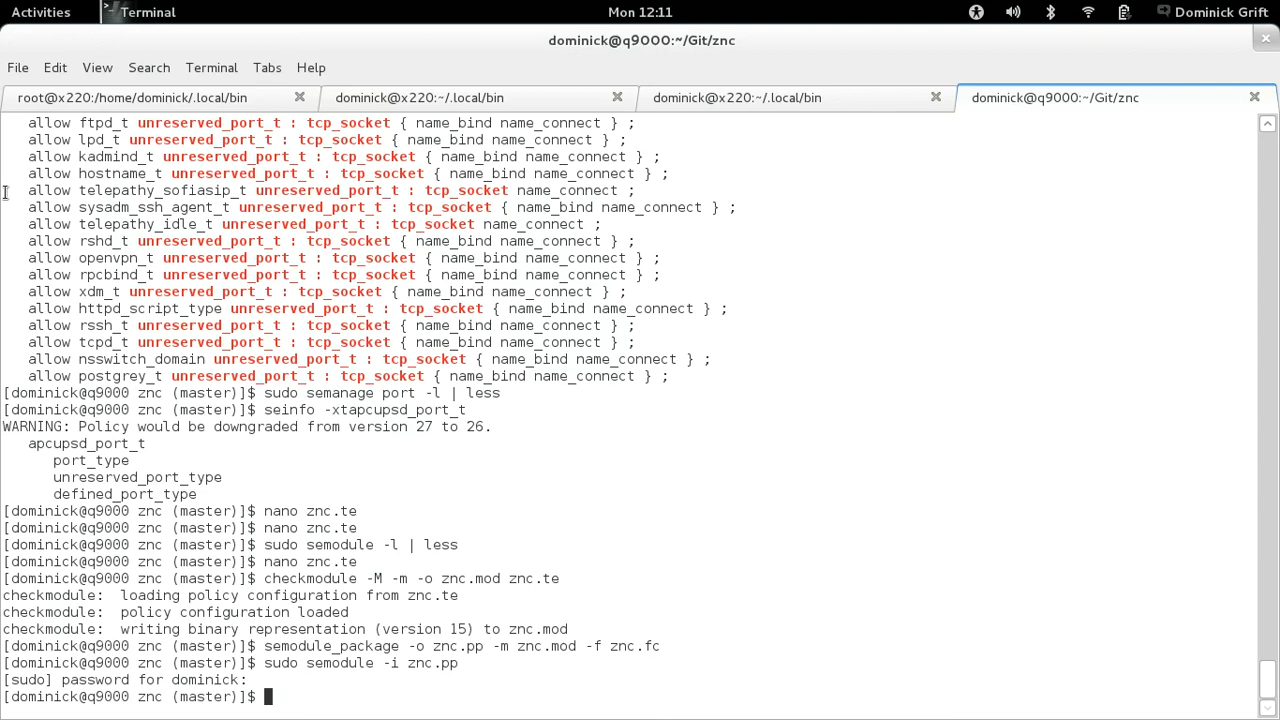 Activities
Terminal
Mon 12:11
Dominick Grift
dominick@q9000:~/Git/znc
File Edit View Search Terminal Tabs Help
root@x220:/home/dominick/.local/bin
dominick@x220:~/.local/bin
dominick@x220:~/.local/bin
dominick@q9000:~/Git/znc
allow ftpd_t unreserved_port_t : tcp_socket { name_bind name_connect } ;
allow lpd_t unreserved_port_t : tcp_socket { name_bind name_connect } ;
allow kadmind_t unreserved_port_t : tcp_socket { name_bind name_connect } ;
allow hostname_t unreserved_port_t : tcp_socket { name_bind name_connect } ;
allow telepathy_sofiasip_t unreserved_port_t : tcp_socket name_connect ;
allow sysadm_ssh_agent_t unreserved_port_t : tcp_socket { name_bind name_connect } ;
allow telepathy_idle_t unreserved_port_t : tcp_socket name_connect ;
allow rshd_t unreserved_port_t : tcp_socket { name_bind name_connect } ;
allow openvpn_t unreserved_port_t : tcp_socket { name_bind name_connect } ;
allow rpcbind_t unreserved_port_t : tcp_socket { name_bind name_connect } ;
allow xdm_t unreserved_port_t : tcp_socket { name_bind name_connect } ;
allow httpd_script_type unreserved_port_t : tcp_socket { name_bind name_connect } ;
allow rssh_t unreserved_port_t : tcp_socket { name_bind name_connect } ;
allow tcpd_t unreserved_port_t : tcp_socket { name_bind name_connect } ;
allow nsswitch_domain unreserved_port_t : tcp_socket { name_bind name_connect } ;
allow postgrey_t unreserved_port_t : tcp_socket { name_bind name_connect } ;
[dominick@q9000 znc (master)]$ sudo semanage port -l | less
[dominick@q9000 znc (master)]$ seinfo -xtapcupsd_port_t
WARNING: Policy would be downgraded from version 27 to 26.
apcupsd_port_t
port_type
unreserved_port_type
defined_port_type
[dominick@q9000 znc (master)]$ nano znc.te
[dominick@q9000 znc (master)]$ nano znc.te
[dominick@q9000 znc (master)]$ sudo semodule -l | less
[dominick@q9000 znc (master)]$ nano znc.te
[dominick@q9000 znc (master)]$ checkmodule -M -m -o znc.mod znc.te
checkmodule:  loading policy configuration from znc.te
checkmodule:  policy configuration loaded
checkmodule:  writing binary representation (version 15) to znc.mod
[dominick@q9000 znc (master)]$ semodule_package -o znc.pp -m znc.mod -f znc.fc
[dominick@q9000 znc (master)]$ sudo semodule -i znc.pp
[sudo] password for dominick:
[dominick@q9000 znc (master)]$